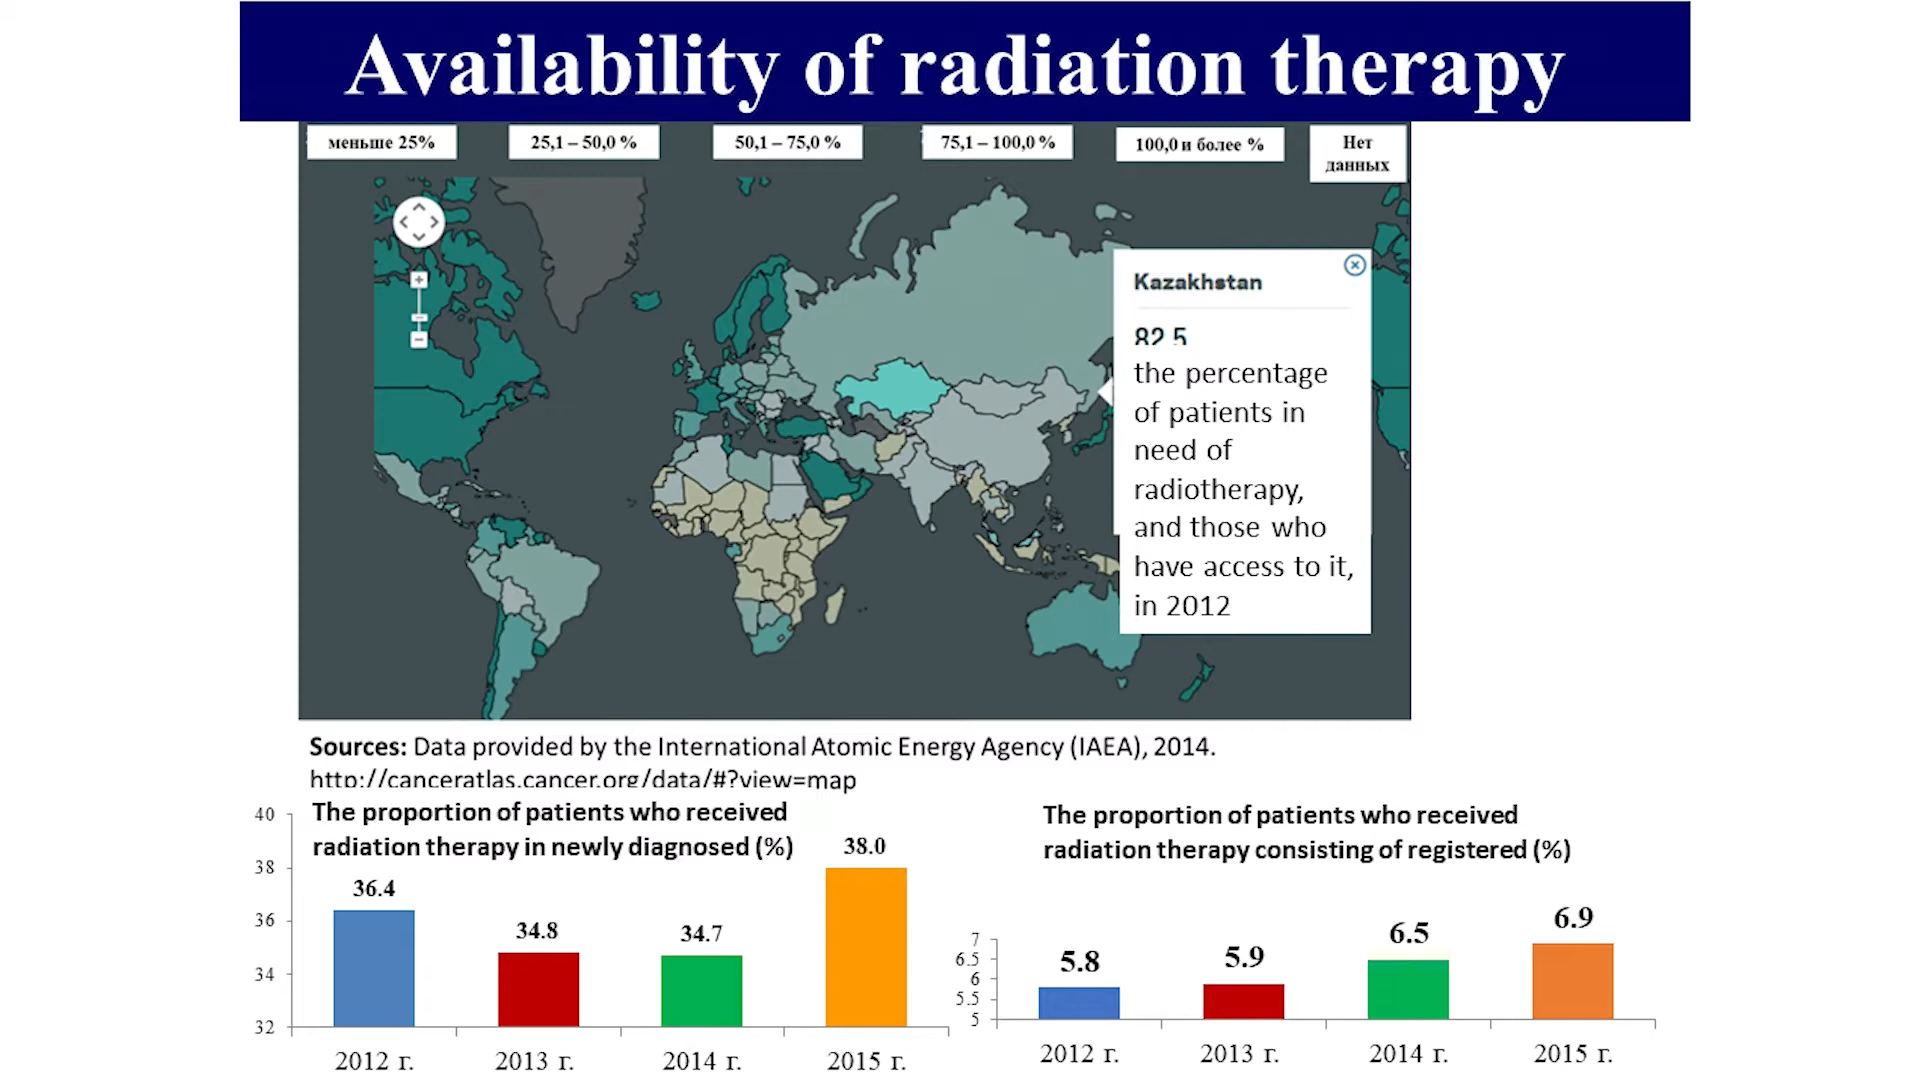 Availability of radiation therapy
меньше 25%
25,1 – 50,0 %
50,1 – 75,0 %
75,1 – 100,0 %
100,0 и более %
Нет
данных
Kazakhstan
82.5
the percentage
of patients in
need of
radiotherapy,
and those who
have access to it,
in 2012
Sources: Data provided by the International Atomic Energy Agency (IAEA), 2014.
http://canceratlas.cancer.org/data/#?view=map
The proportion of patients who received
radiation therapy in newly diagnosed (%)
40
38
36
34
32
36.4
34.8
34.7
38.0
2012 г.
2013 г.
2014 г.
2015 г.
The proportion of patients who received
radiation therapy consisting of registered (%)
7
6.5
6
5.5
5
5.8
5.9
6.5
6.9
2012 г.
2013 г.
2014 г.
2015 г.